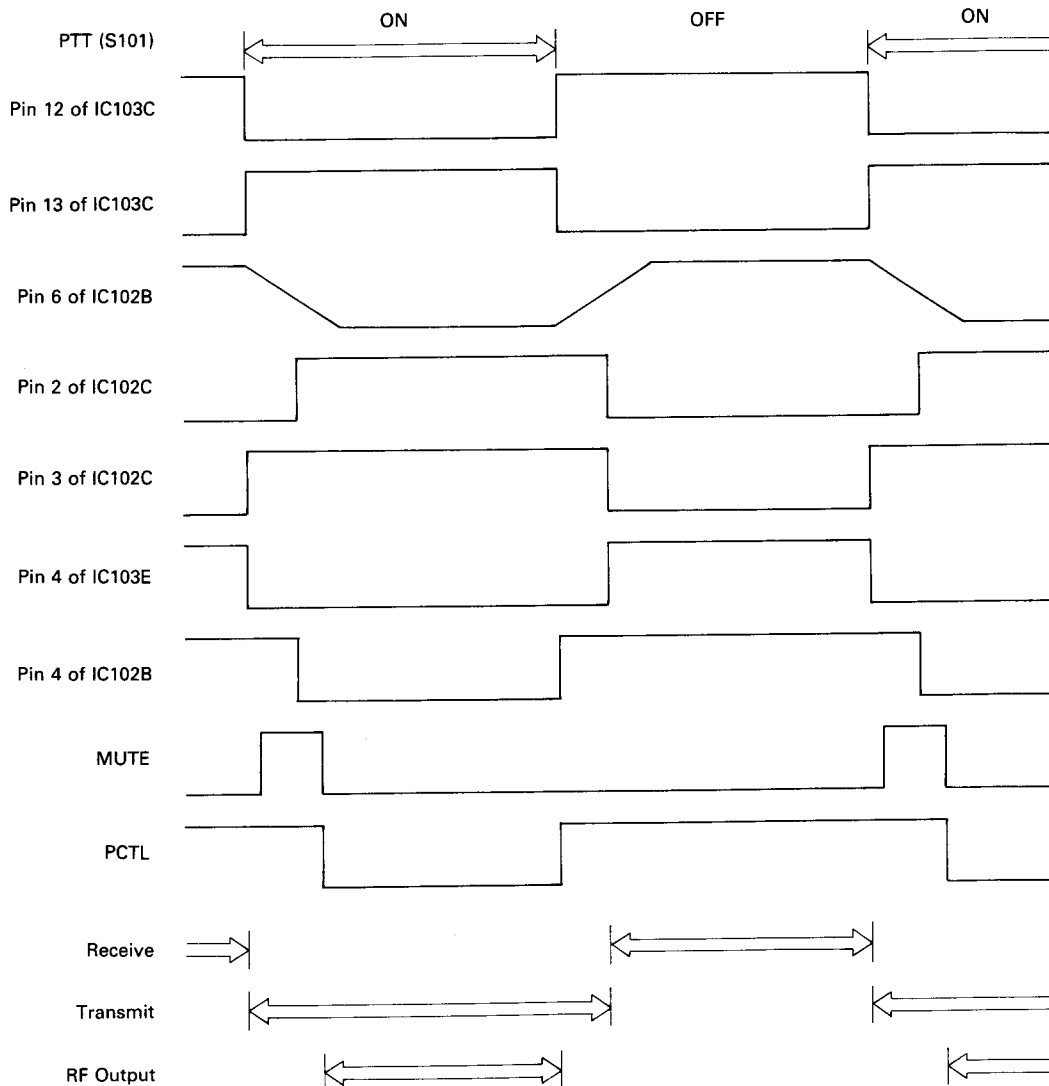 ON OFF ON
PTT (S101)
Pin 12 of IC103C
Pin 13 of IC103C
Pin 6 of IC102B
Pin 2 of IC102C
Pin 3 of IC102C
Pin 4 of IC103E
Pin 4 of IC102B
MUTE
PCTL
Receive
Transmit
RF Output